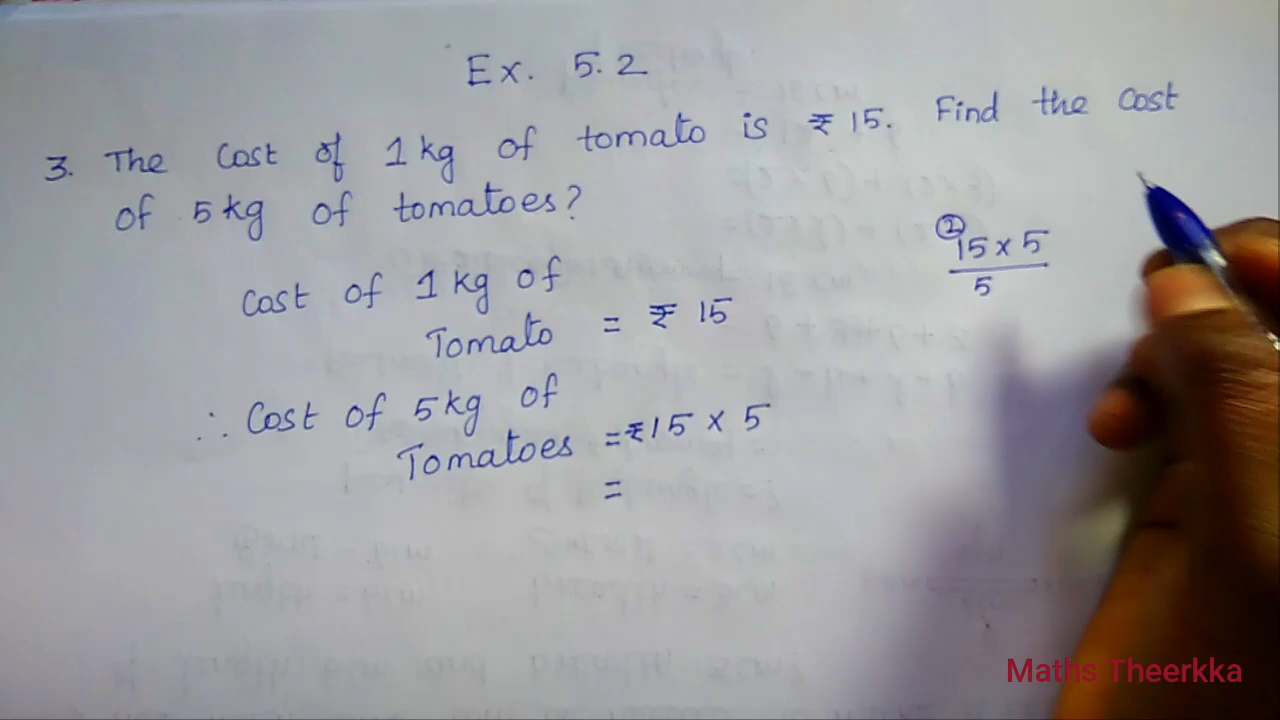 Ex. 5.2
3. The Cost of 1 kg of tomato is ₹ 15. Find the Cost
of 5 kg of tomatoes?
②
15 x 5
5
Cost of 1 kg of
Tomato = ₹ 15
∴ Cost of 5 kg of
Tomatoes = ₹ 15 x 5
=
Maths Theerkka